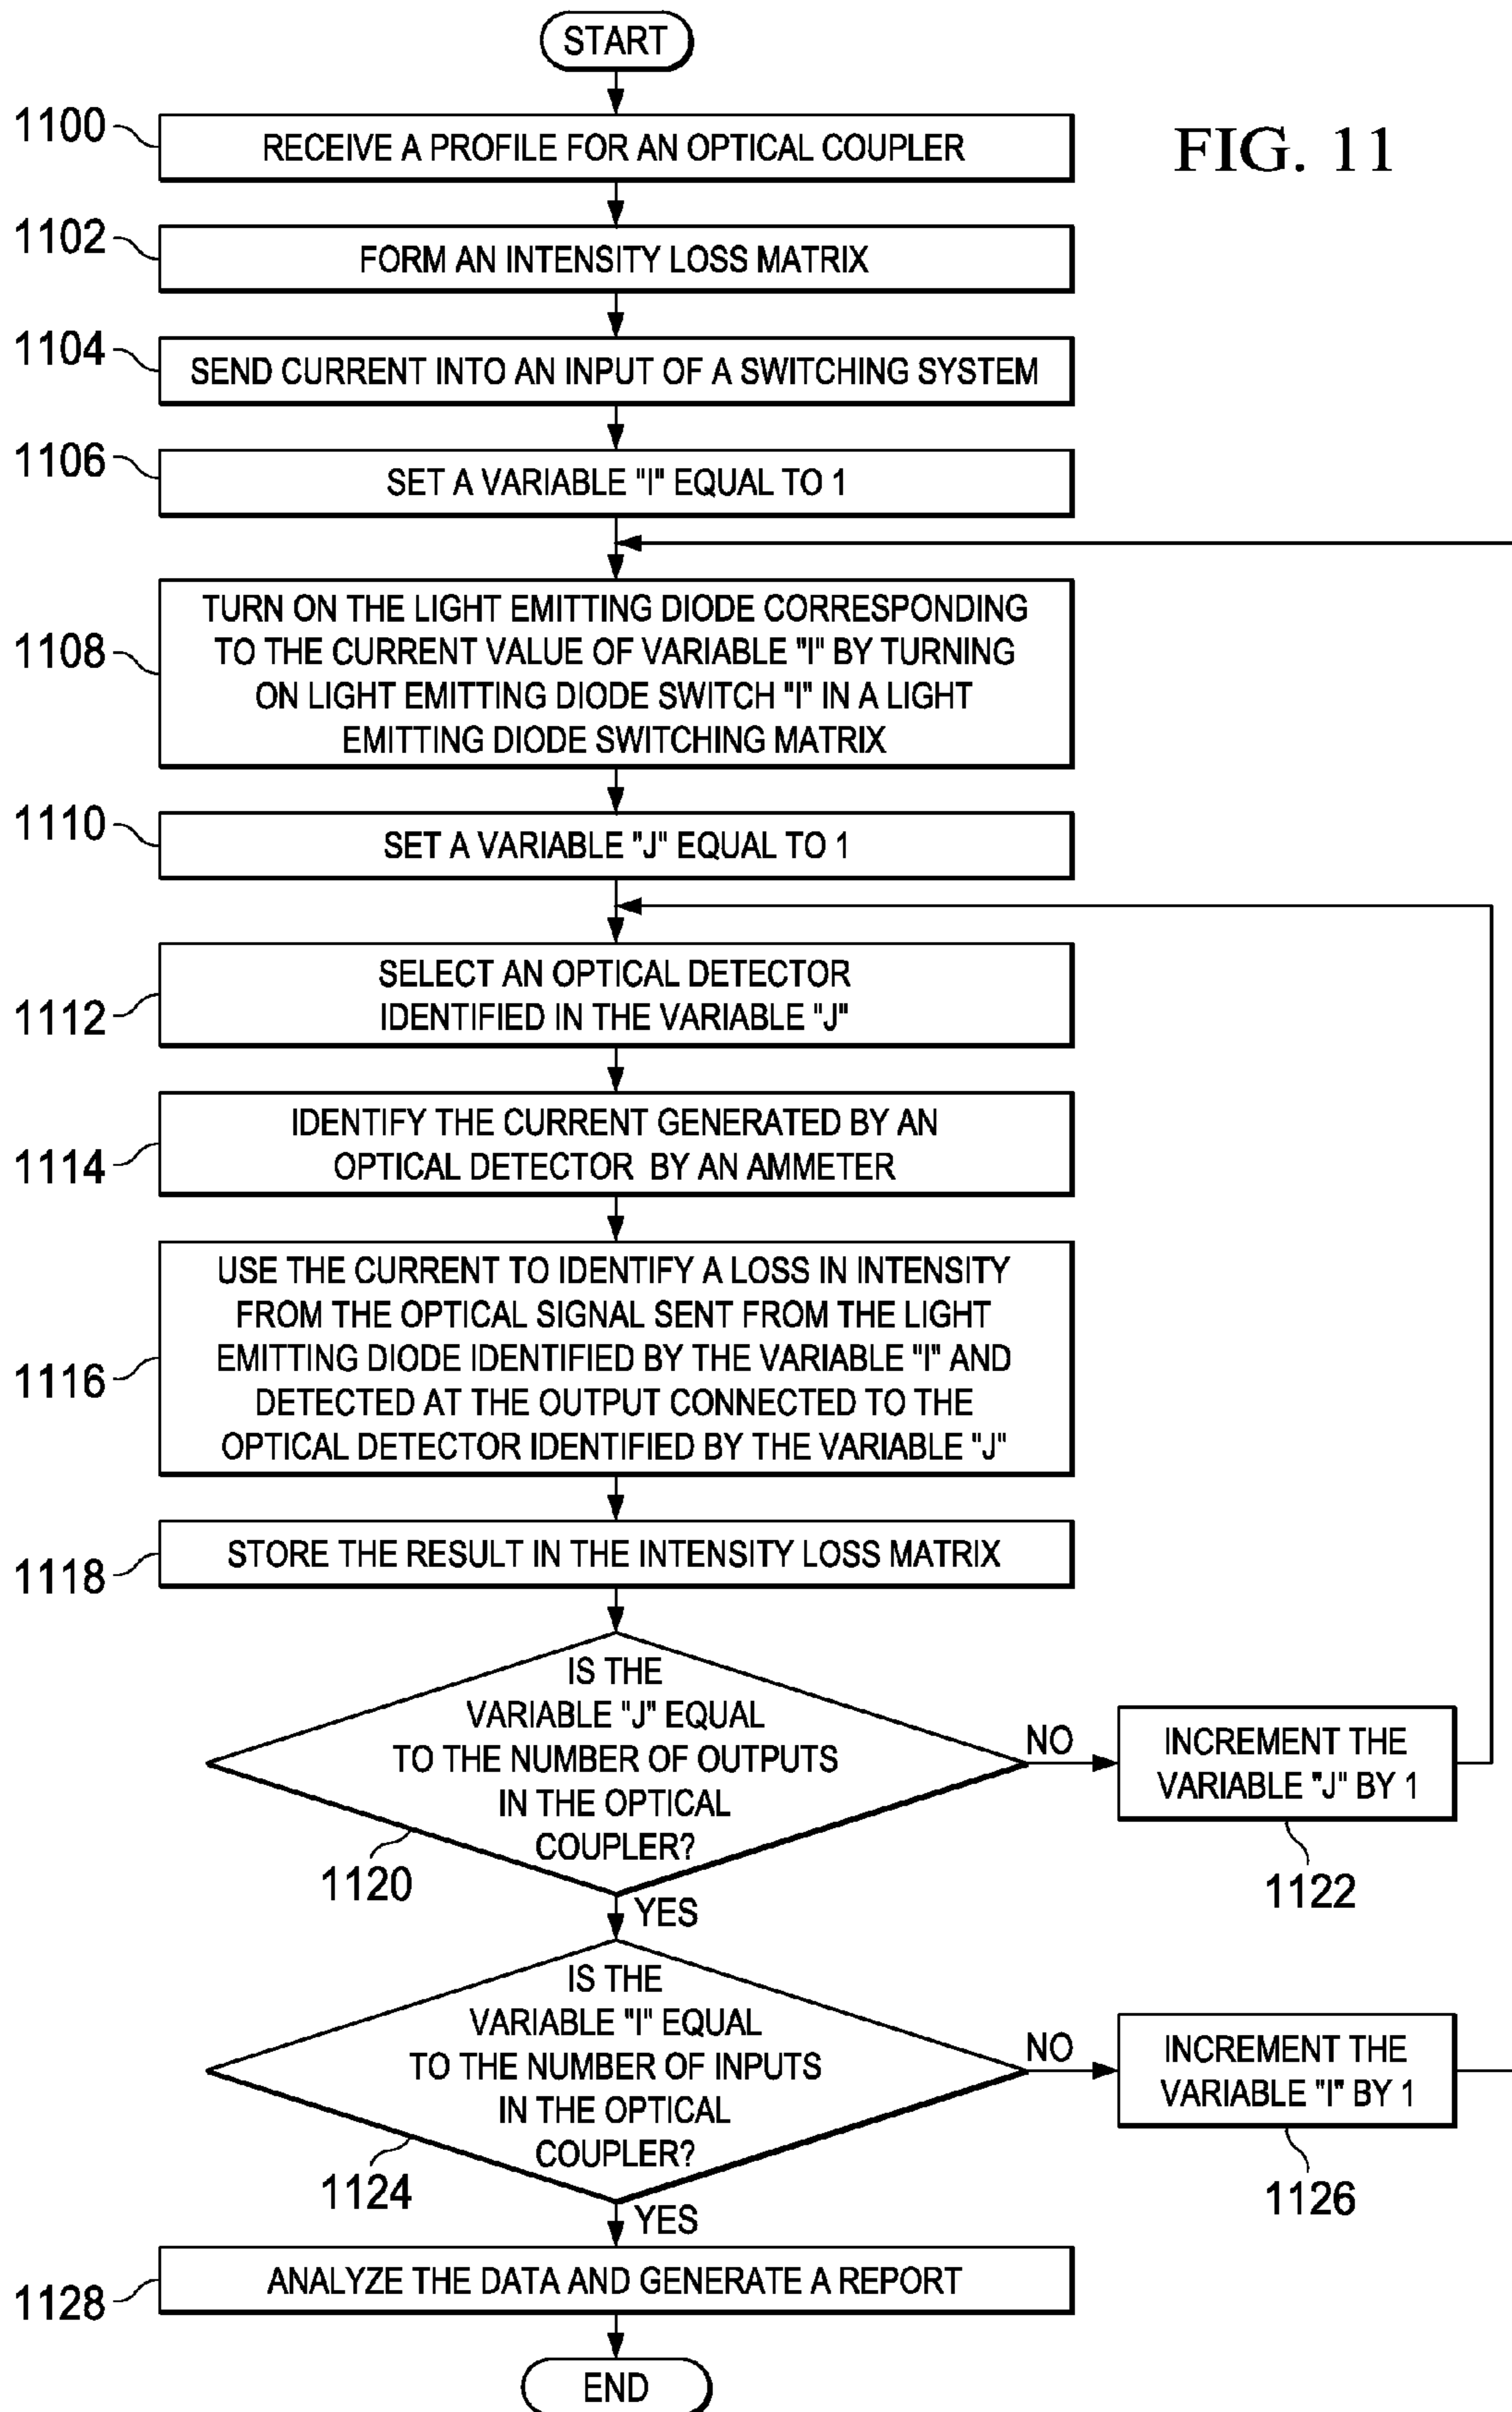 START
FIG. 11
1100
RECEIVE A PROFILE FOR AN OPTICAL COUPLER
1102
FORM AN INTENSITY LOSS MATRIX
1104
SEND CURRENT INTO AN INPUT OF A SWITCHING SYSTEM
1106
SET A VARIABLE "I" EQUAL TO 1
1108
TURN ON THE LIGHT EMITTING DIODE CORRESPONDING
TO THE CURRENT VALUE OF VARIABLE "I" BY TURNING
ON LIGHT EMITTING DIODE SWITCH "I" IN A LIGHT
EMITTING DIODE SWITCHING MATRIX
1110
SET A VARIABLE "J" EQUAL TO 1
1112
SELECT AN OPTICAL DETECTOR
IDENTIFIED IN THE VARIABLE "J"
1114
IDENTIFY THE CURRENT GENERATED BY AN
OPTICAL DETECTOR BY AN AMMETER
1116
USE THE CURRENT TO IDENTIFY A LOSS IN INTENSITY
FROM THE OPTICAL SIGNAL SENT FROM THE LIGHT
EMITTING DIODE IDENTIFIED BY THE VARIABLE "I" AND
DETECTED AT THE OUTPUT CONNECTED TO THE
OPTICAL DETECTOR IDENTIFIED BY THE VARIABLE "J"
1118
STORE THE RESULT IN THE INTENSITY LOSS MATRIX
IS THE
VARIABLE "J" EQUAL
TO THE NUMBER OF OUTPUTS
IN THE OPTICAL
COUPLER?
1120
NO
INCREMENT THE
VARIABLE "J" BY 1
1122
YES
IS THE
VARIABLE "I" EQUAL
TO THE NUMBER OF INPUTS
IN THE OPTICAL
COUPLER?
1124
NO
INCREMENT THE
VARIABLE "I" BY 1
1126
YES
1128
ANALYZE THE DATA AND GENERATE A REPORT
END